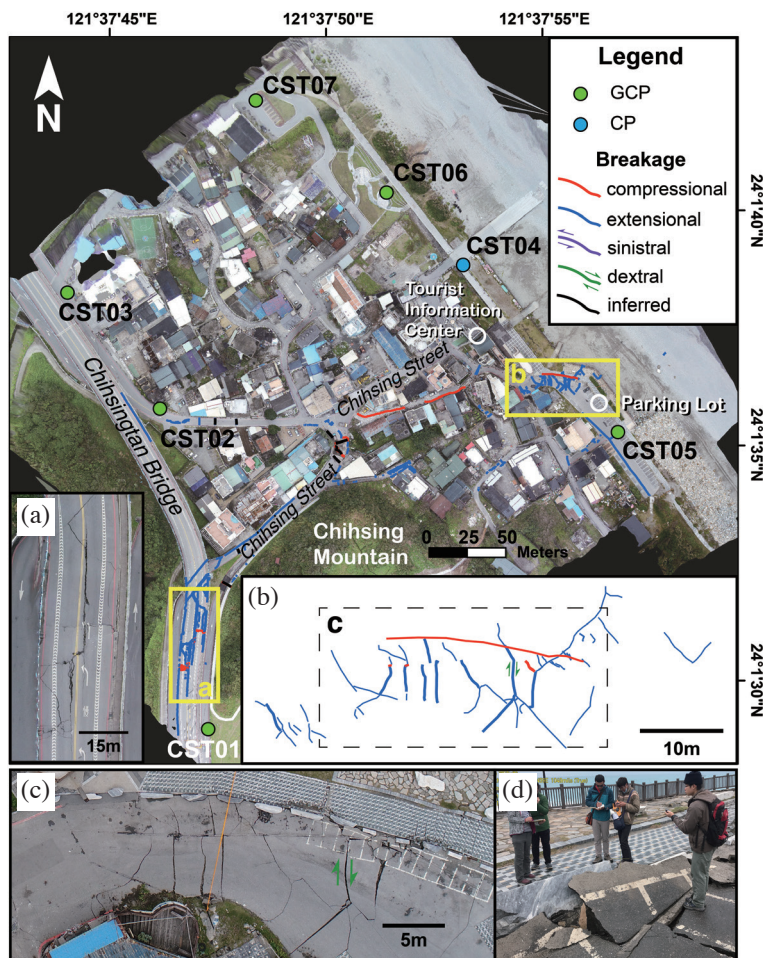 121°37'45"E
121°37'50"E
121°37'55"E
N
CST07
CST06
CST04
CST03
CST02
CST05
CST01
Tourist
Information
Center
Chihsing Street
Parking Lot
Chihsingtan Bridge
Chihsing Street
Chihsing
Mountain
0 25 50
Meters
a
b
Legend
GCP
CP
Breakage
compressional
extensional
sinistral
dextral
inferred
24°1'40"N
24°1'35"N
24°1'30"N
(a)
15m
(b)
c
10m
(c)
5m
(d)